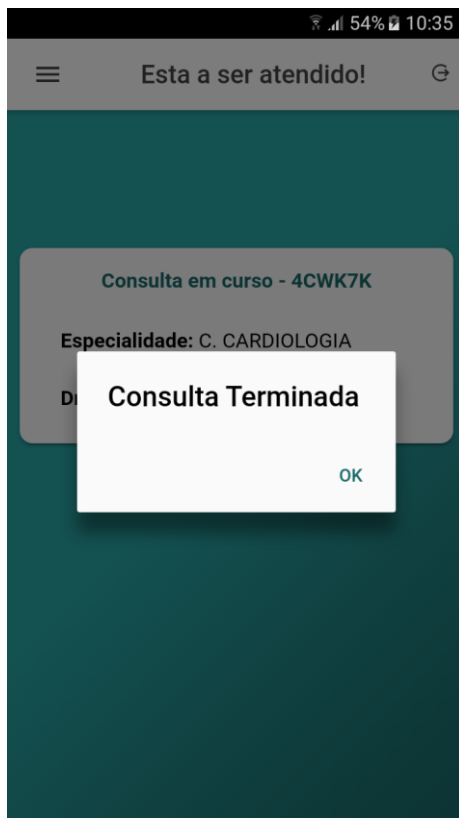 54% 10:35
Esta a ser atendido!
Consulta em curso - 4CWK7K
Especialidade: C. CARDIOLOGIA
Consulta Terminada
OK